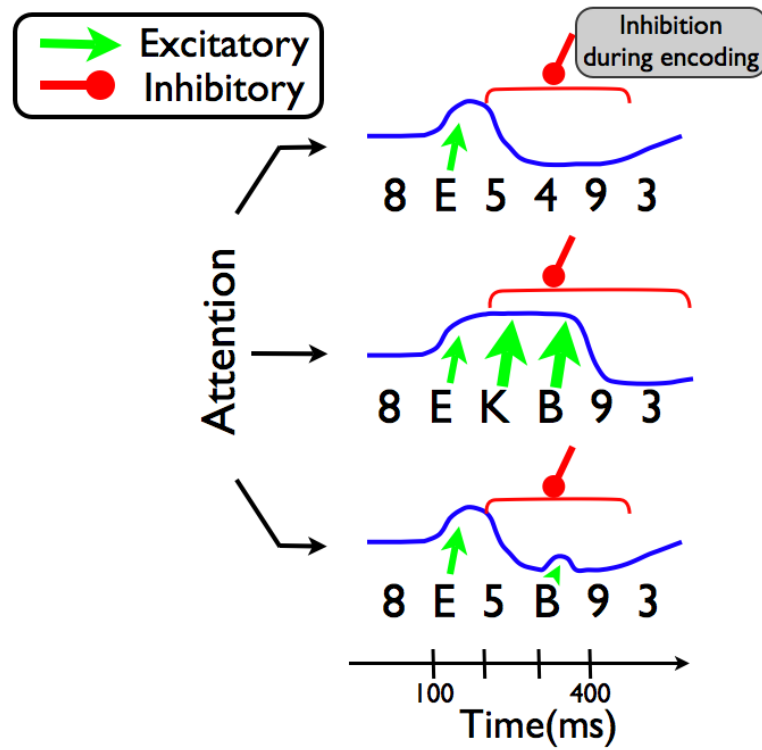 Excitatory
Inhibitory
Inhibition
during encoding
Attention
8 E 5 4 9 3
8 E K B 9 3
8 E 5 B 9 3
100 400
Time(ms)